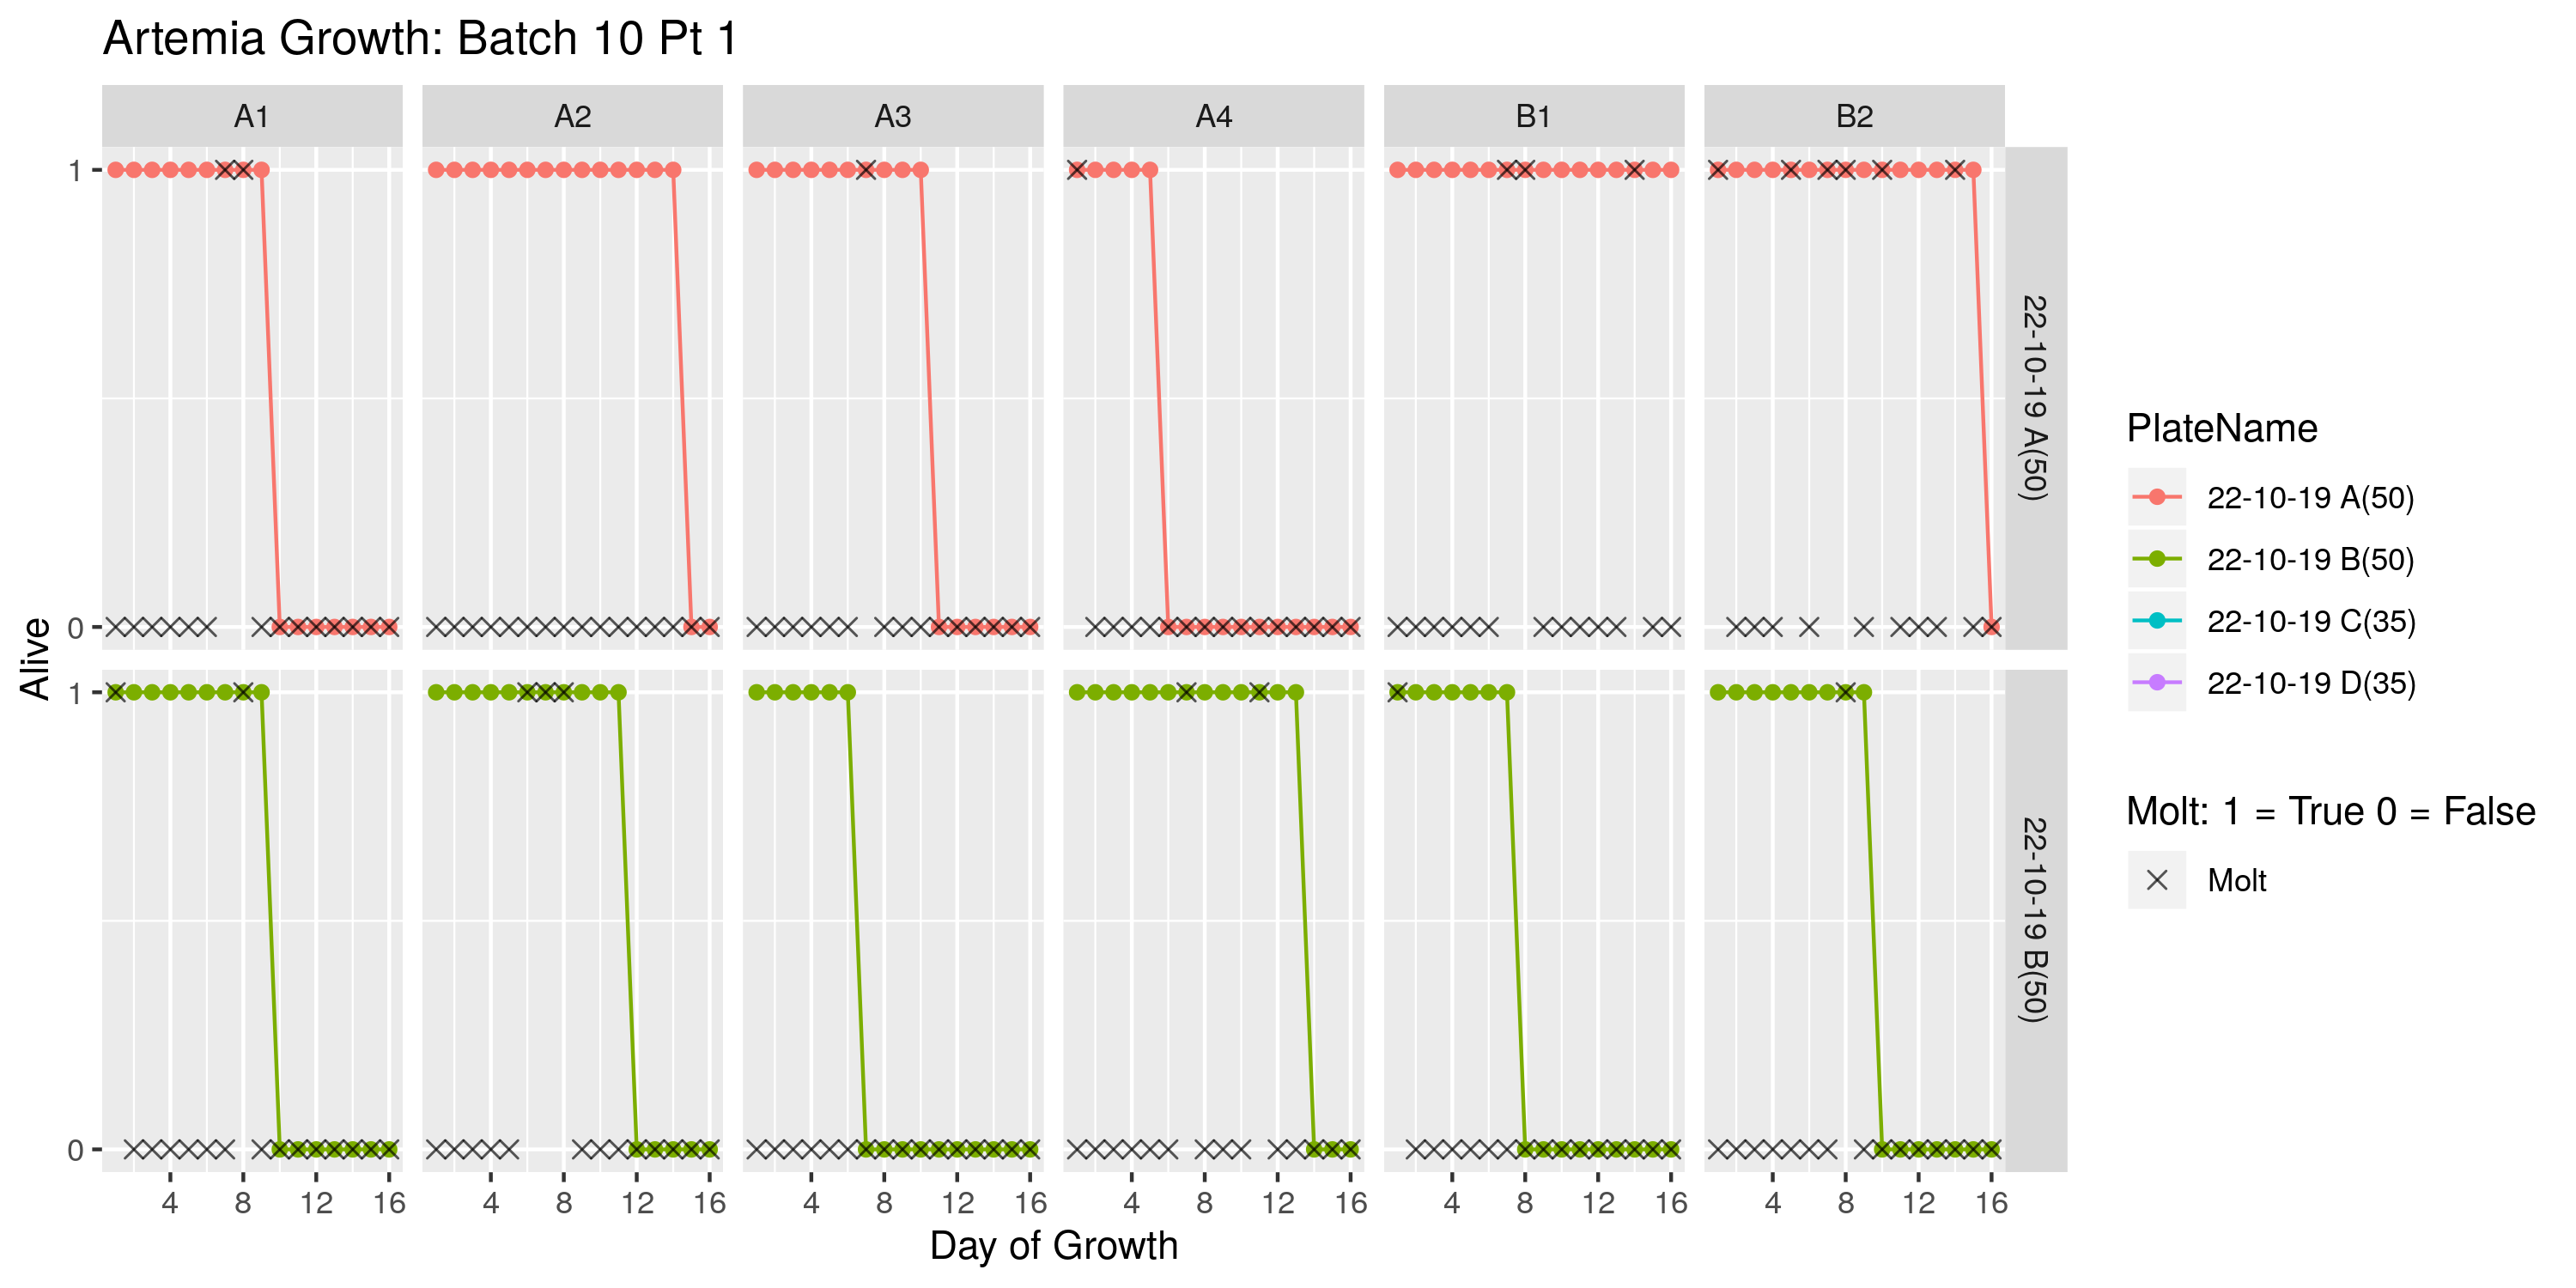 Artemia Growth: Batch 10 Pt 1
A1 A2 A3 A4 B1 B2
1
0
22-10-19 A(50)
1
0
22-10-19 B(50)
Alive
4 8 12 16 4 8 12 16 4 8 12 16 4 8 12 16 4 8 12 16 4 8 12 16
Day of Growth
PlateName
22-10-19 A(50)
22-10-19 B(50)
22-10-19 C(35)
22-10-19 D(35)
Molt: 1 = True 0 = False
Molt